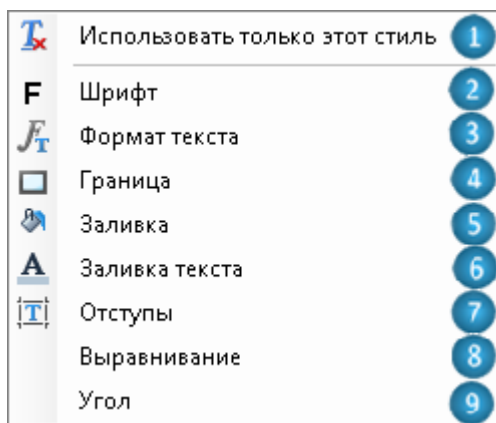 Использовать только этот стиль 1
F Шрифт 2
Формат текста 3
Граница 4
Заливка 5
A Заливка текста 6
T Отступы 7
Выравнивание 8
Угол 9